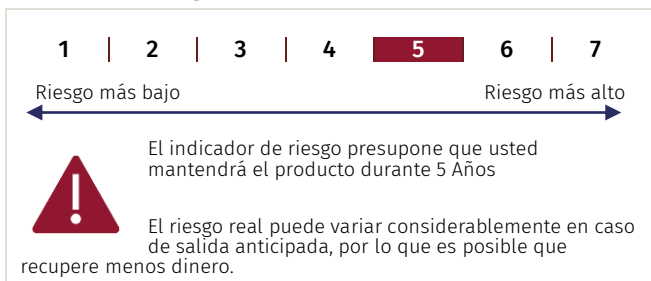 1 | 2 | 3 | 4 5 6 | 7
Riesgo más bajo Riesgo más alto
El indicador de riesgo presupone que usted
mantendrá el producto durante 5 Años
El riesgo real puede variar considerablemente en caso
de salida anticipada, por lo que es posible que
recupere menos dinero.